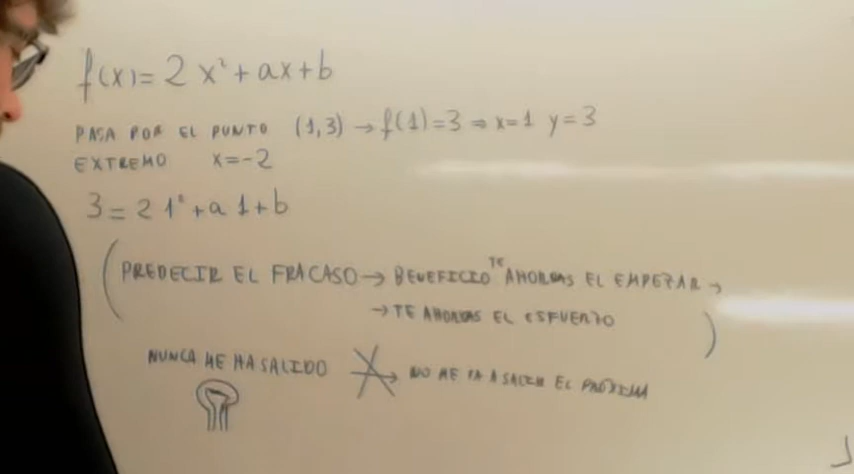 f(x)= 2x²+ax+b
PASA POR EL PUNTO (1,3) → f(1)=3 ⇒ x=1 y=3
EXTREMO x=-2
3=2 1²+a 1+b
(PREDECIR EL FRACASO → BENEFICIO TE AHORRAS EL EMPEZAR →
→ TE AHORRAS EL ESFUERZO )
NUNCA ME HA SALIDO → NO ME VA A SALIR EL PRÓXIMA